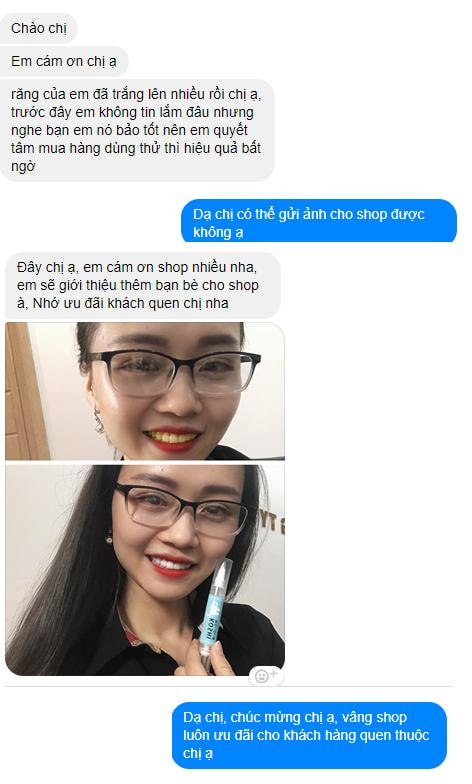 Chào chị
Em cám ơn chị ạ
răng của em đã trắng lên nhiều rồi chị ạ,
trước đây em không tin lắm đâu nhưng
nghe bạn em nó bảo tốt nên em quyết
tâm mua hàng dùng thử thì hiệu quả bất
ngờ
Dạ chị có thể gửi ảnh cho shop được
không ạ
Đây chị ạ, em cám ơn shop nhiều nha,
em sẽ giới thiệu thêm bạn bè cho shop
à, Nhớ ưu đãi khách quen chị nha
YT
KOZHI
Dạ chị, chúc mừng chị ạ, vâng shop
luôn ưu đãi cho khách hàng quen thuộc
chị ạ